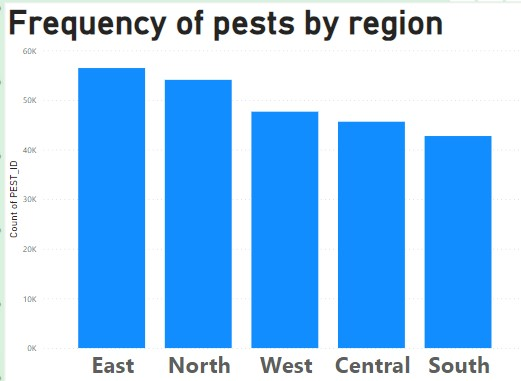 Frequency of pests by region
60K
50K
40K
30K
20K
10K
0K
Count of PEST_ID
East North West Central South